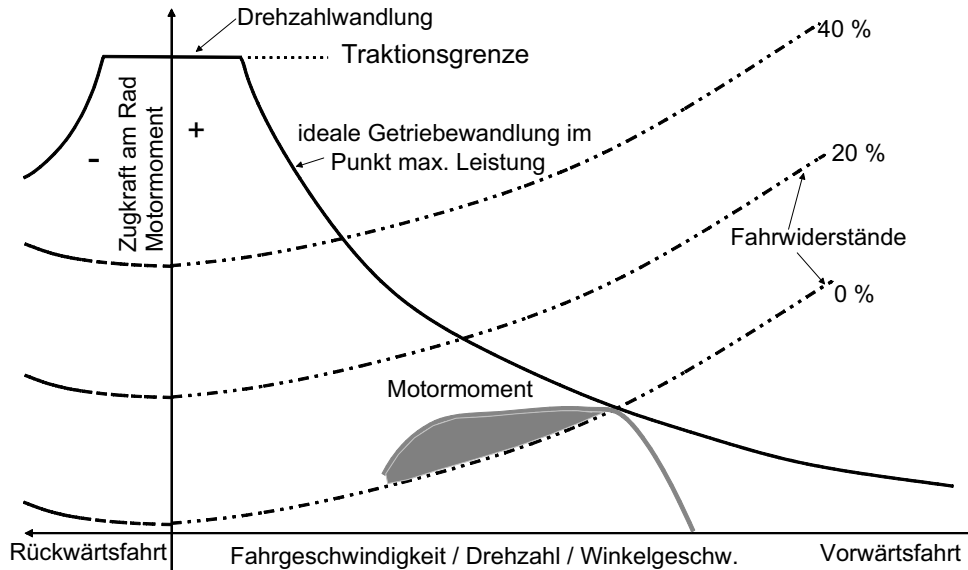 Drehzahlwandlung
40 %
Traktionsgrenze
Zugkraft am Rad
Motormoment
+
-
ideale Getriebewandlung im
Punkt max. Leistung
20 %
Fahrwiderstände
0 %
Motormoment
Rückwärtsfahrt
Fahrgeschwindigkeit / Drehzahl / Winkelgeschw.
Vorwärtsfahrt